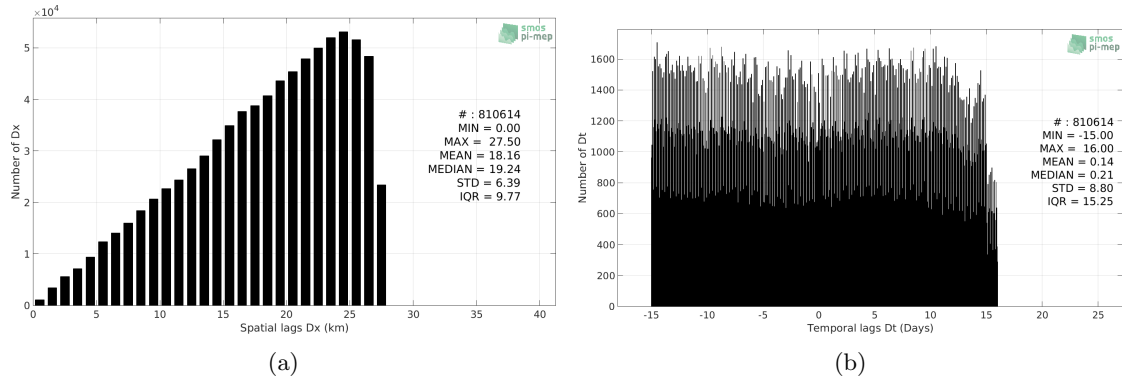 ×10⁴
5
4
3
2
1
0
Number of Dx
0 5 10 15 20 25 30 35 40
Spatial lags Dx (km)
smos
pi-mep
# : 810614
MIN = 0.00
MAX = 27.50
MEAN = 18.16
MEDIAN = 19.24
STD = 6.39
IQR = 9.77
(a)
1600
1400
1200
1000
800
600
400
200
0
Number of Dt
-15 -10 -5 0 5 10 15 20 25
Temporal lags Dt (Days)
smos
pi-mep
# : 810614
MIN = -15.00
MAX = 16.00
MEAN = 0.14
MEDIAN = 0.21
STD = 8.80
IQR = 15.25
(b)